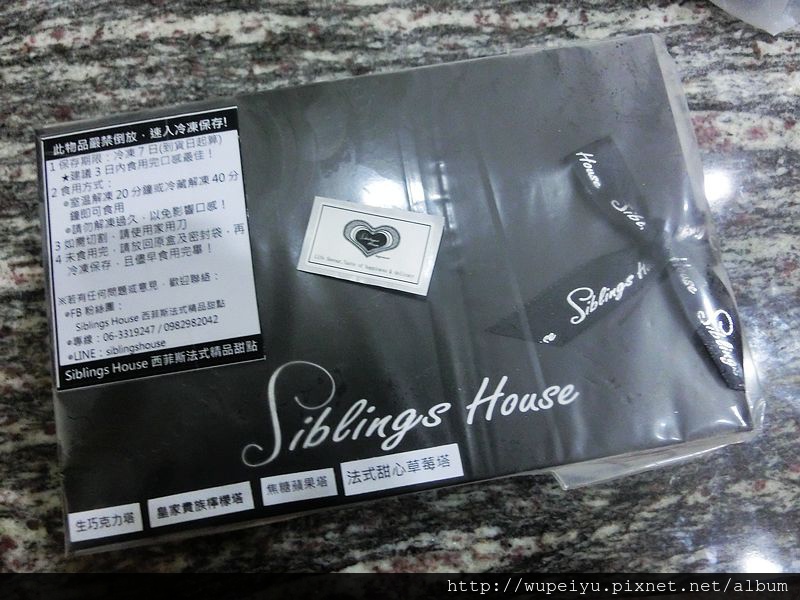 此物品嚴禁倒放，速入冷凍保存!
1 保存期限：冷凍 7 日(到貨日起算)
★建議 3 日內食用完口感最佳！
2 食用方式：
●室溫解凍 20 分鐘或冷藏解凍 40 分
鐘即可食用
●請勿解凍過久，以免影響口感！
3 如需切割，請使用家用刀
4 未食用完，請放回原盒及密封袋，再
冷凍保存，且儘早食用完畢！
※若有任何問題或意見，歡迎聯絡：
●FB 粉絲團：
Siblings House 西菲斯法式精品甜點
●專線：06-3319247 / 0982982042
●LINE：siblingshouse
Siblings House 西菲斯法式精品甜點
House
Siblings
Siblings House
Siblings
Siblings House
生巧克力塔
皇家貴族檸檬塔
焦糖蘋果塔
法式甜心草莓塔
http://wupeiyu.pixnet.net/album